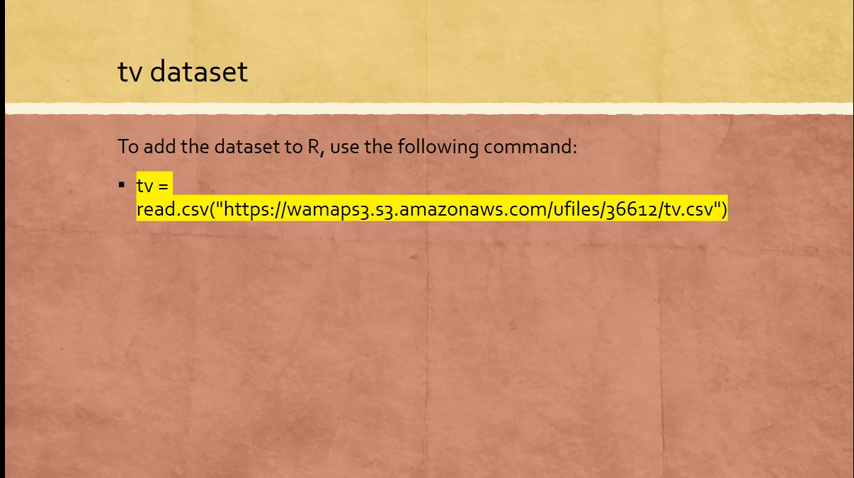 tv dataset
To add the dataset to R, use the following command:
▪ tv =
read.csv("https://wamaps3.s3.amazonaws.com/ufiles/36612/tv.csv")